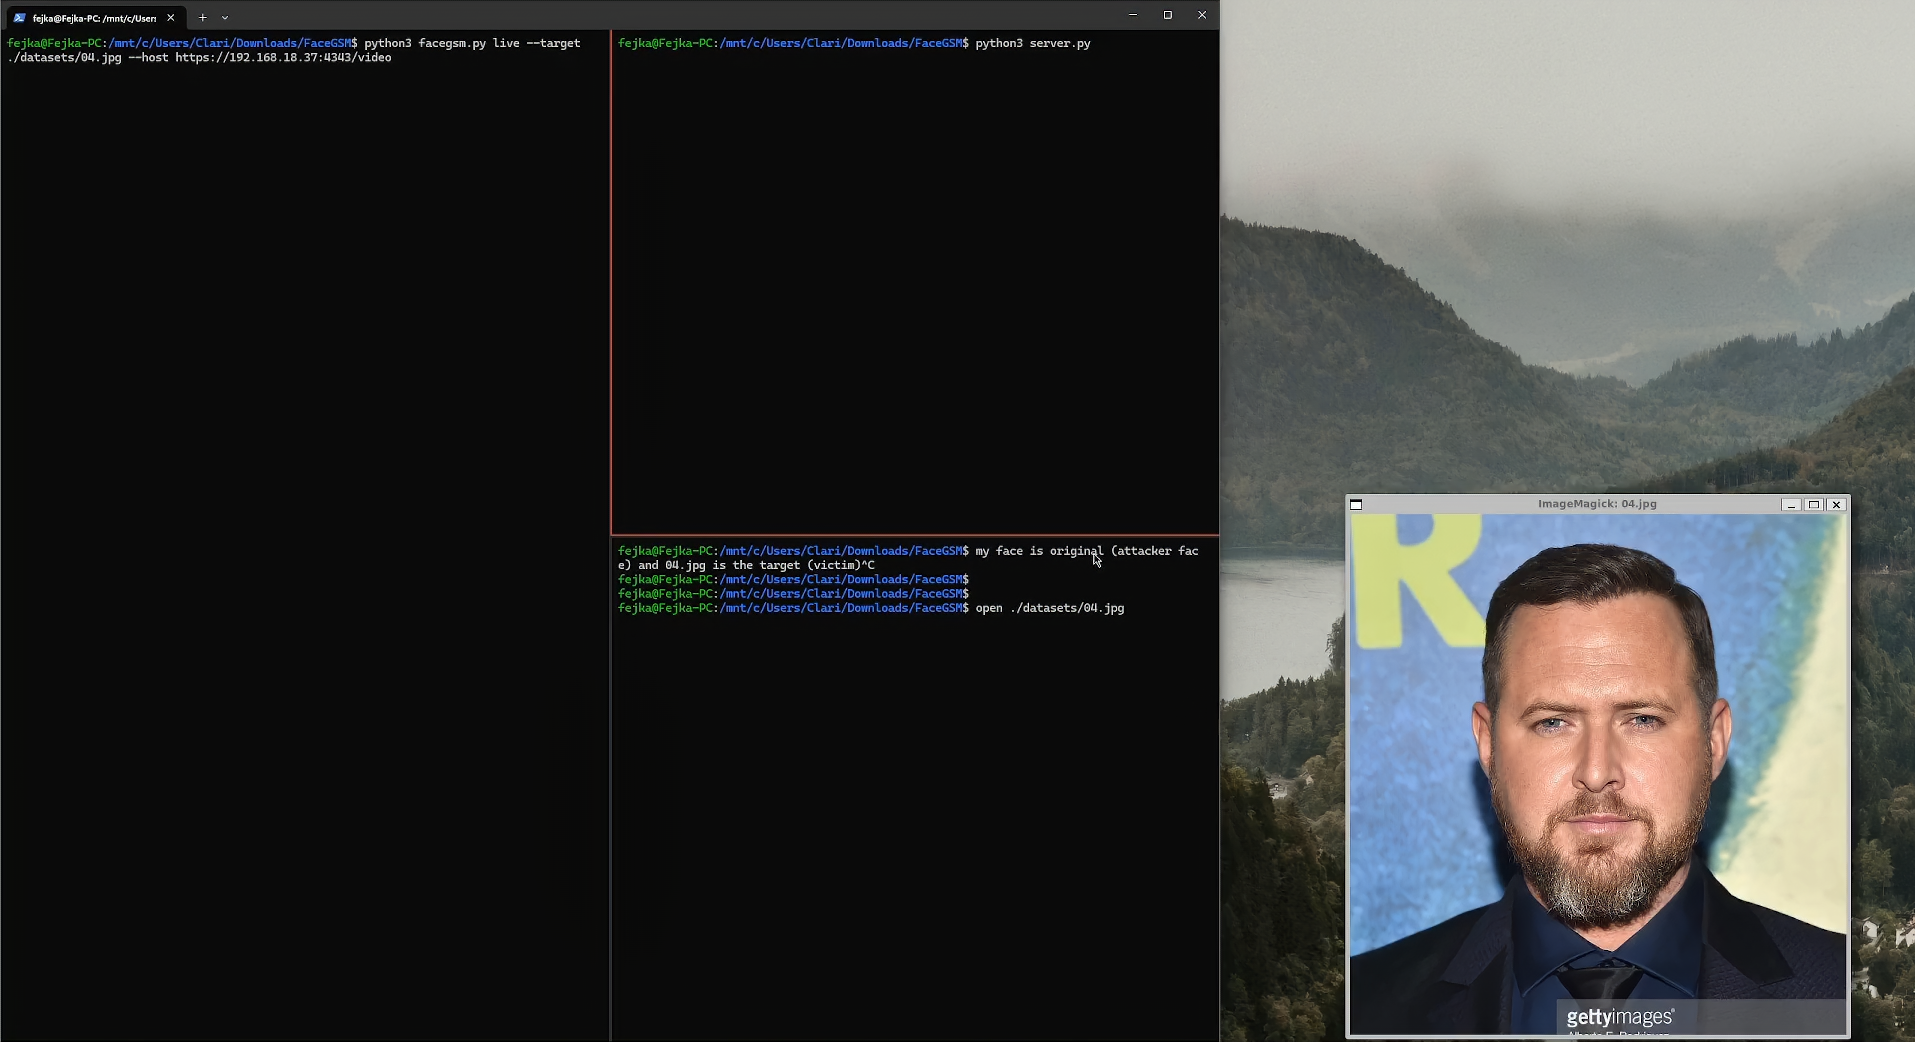 fejka@Fejka-PC: /mnt/c/User:
fejka@Fejka-PC:/mnt/c/Users/Clari/Downloads/FaceGSM$ python3 facegsm.py live --target
./datasets/04.jpg --host https://192.168.18.37:4343/video
fejka@Fejka-PC:/mnt/c/Users/Clari/Downloads/FaceGSM$ python3 server.py
fejka@Fejka-PC:/mnt/c/Users/Clari/Downloads/FaceGSM$ my face is original (attacker fac
e) and 04.jpg is the target (victim)^C
fejka@Fejka-PC:/mnt/c/Users/Clari/Downloads/FaceGSM$
fejka@Fejka-PC:/mnt/c/Users/Clari/Downloads/FaceGSM$
fejka@Fejka-PC:/mnt/c/Users/Clari/Downloads/FaceGSM$ open ./datasets/04.jpg
ImageMagick: 04.jpg
R
gettyimages®
Alberto E. Rodriguez